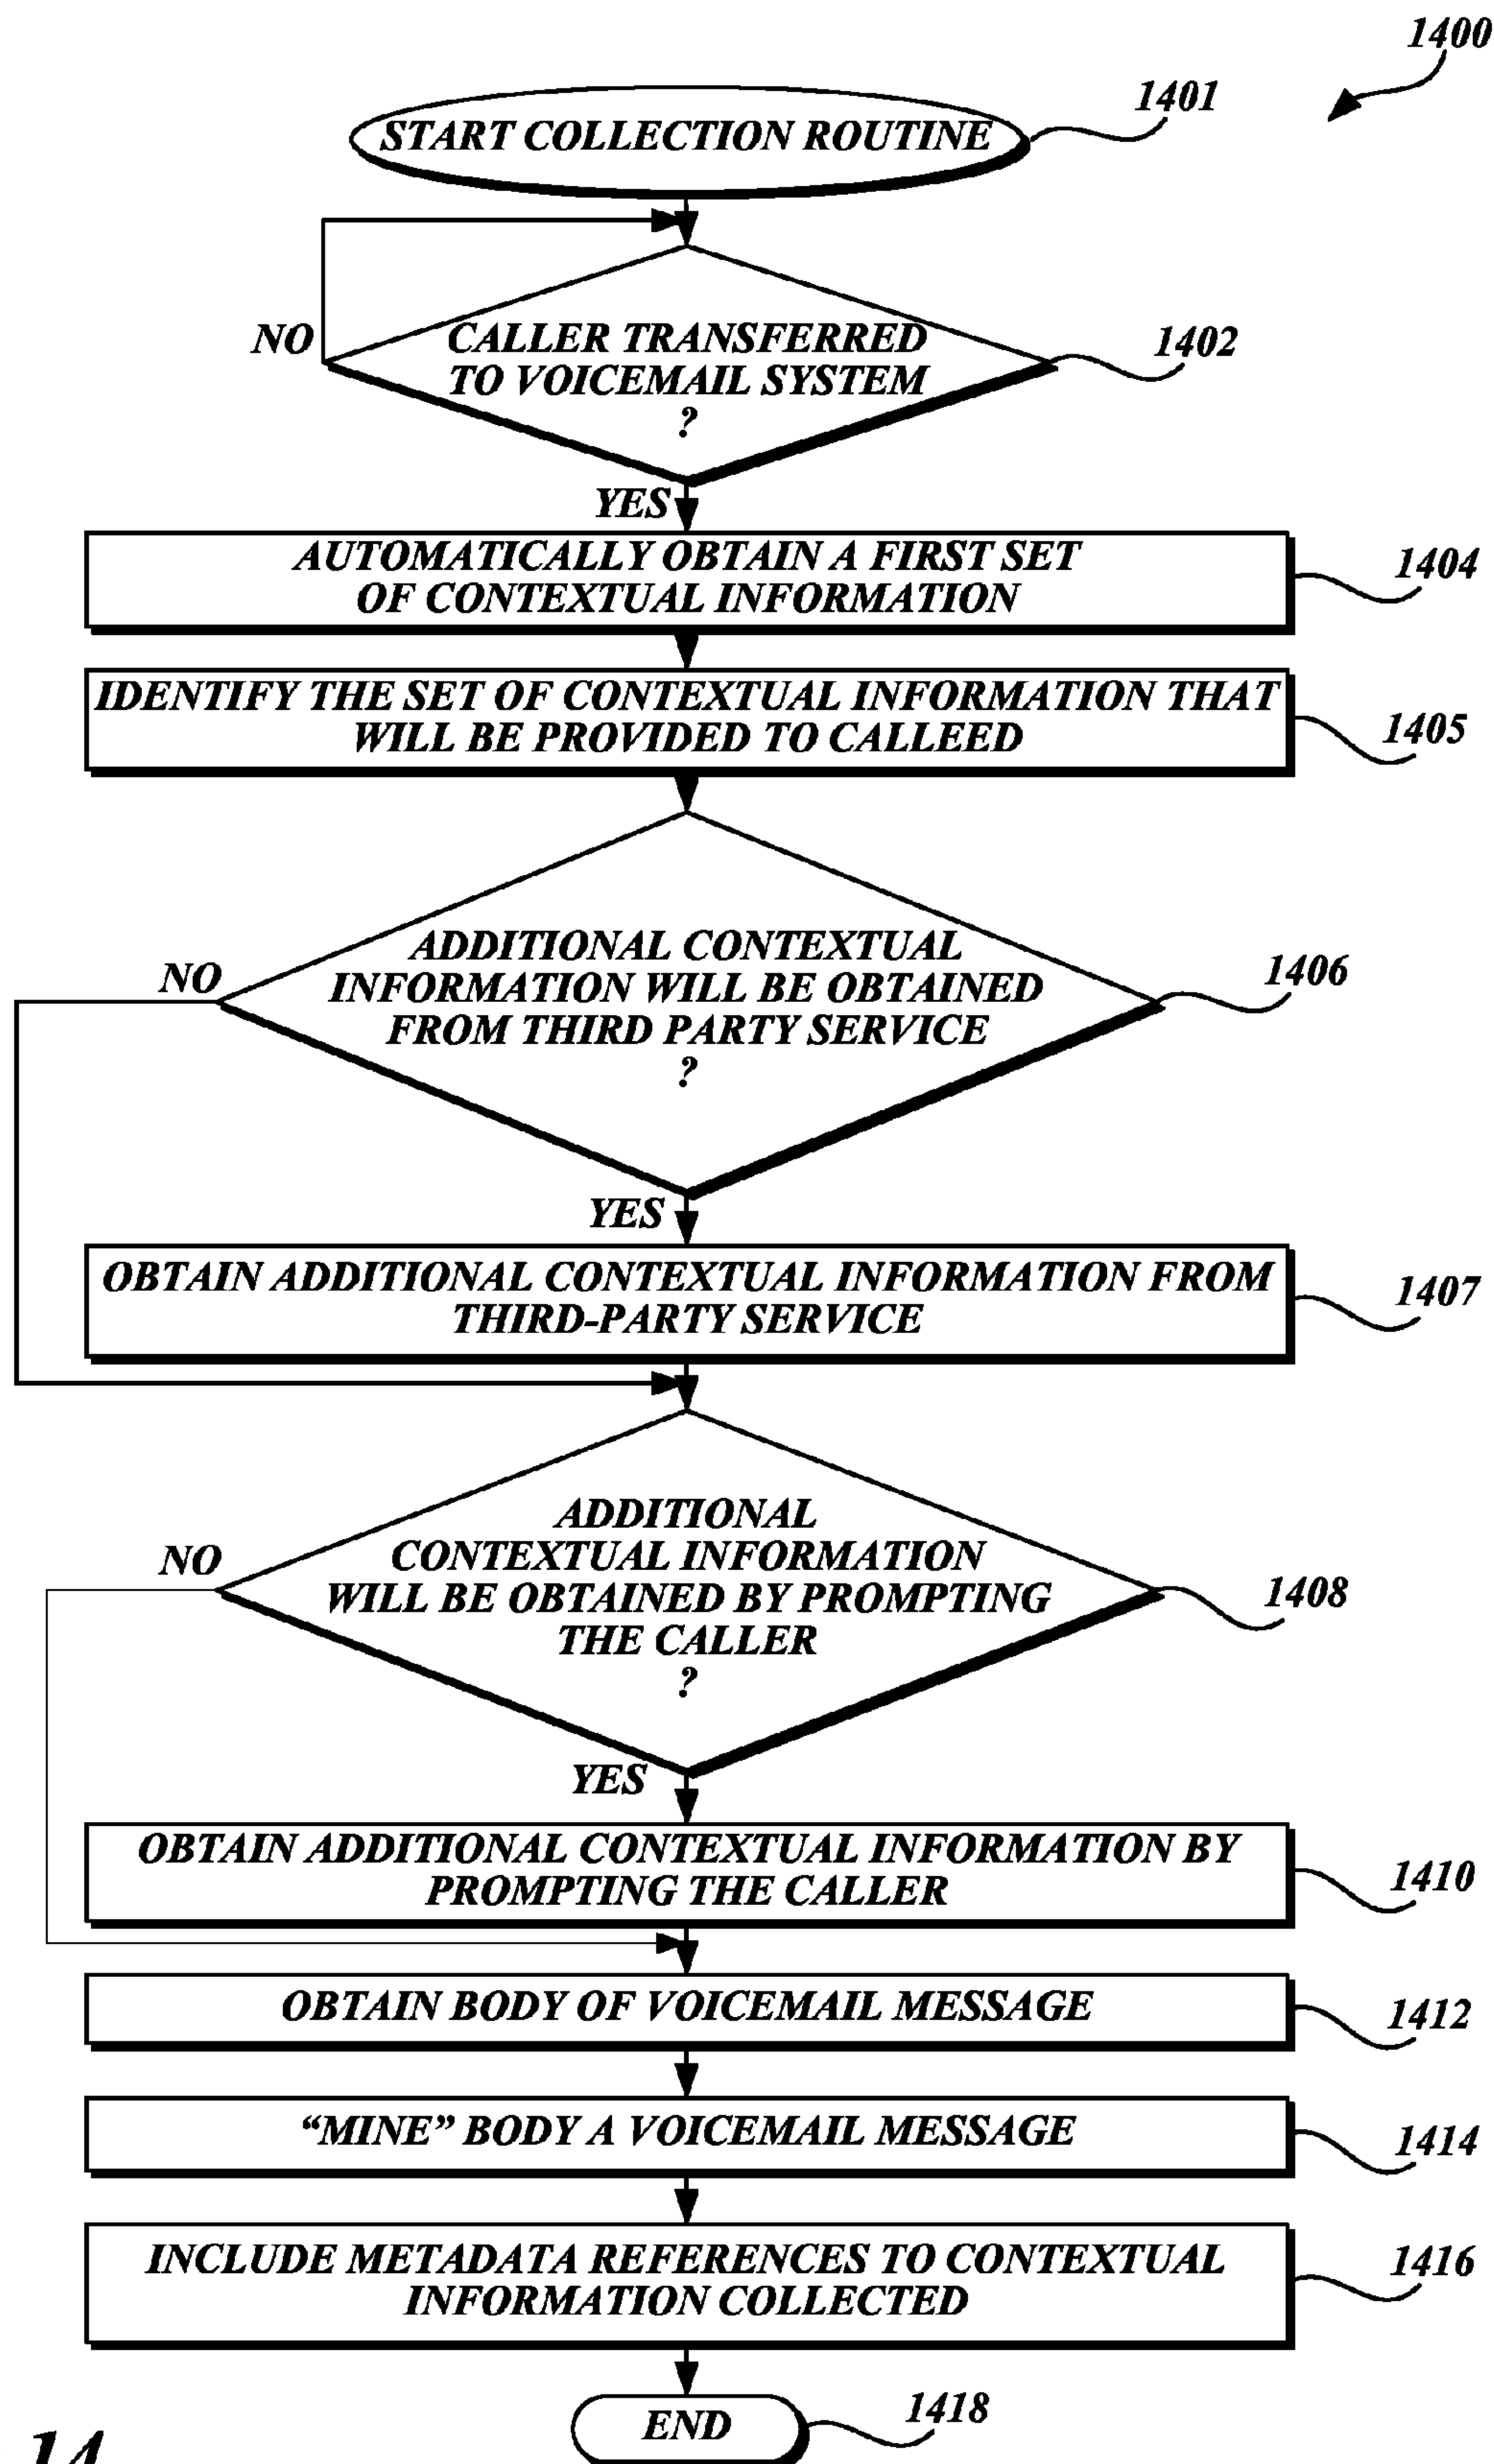 1400
START COLLECTION ROUTINE
1401
CALLER TRANSFERRED
TO VOICEMAIL SYSTEM
?
NO
1402
YES
AUTOMATICALLY OBTAIN A FIRST SET
OF CONTEXTUAL INFORMATION
1404
IDENTIFY THE SET OF CONTEXTUAL INFORMATION THAT
WILL BE PROVIDED TO CALLEED
1405
ADDITIONAL CONTEXTUAL
INFORMATION WILL BE OBTAINED
FROM THIRD PARTY SERVICE
?
NO
1406
YES
OBTAIN ADDITIONAL CONTEXTUAL INFORMATION FROM
THIRD-PARTY SERVICE
1407
ADDITIONAL
CONTEXTUAL INFORMATION
WILL BE OBTAINED BY PROMPTING
THE CALLER
?
NO
1408
YES
OBTAIN ADDITIONAL CONTEXTUAL INFORMATION BY
PROMPTING THE CALLER
1410
OBTAIN BODY OF VOICEMAIL MESSAGE
1412
“MINE” BODY A VOICEMAIL MESSAGE
1414
INCLUDE METADATA REFERENCES TO CONTEXTUAL
INFORMATION COLLECTED
1416
END
1418
14